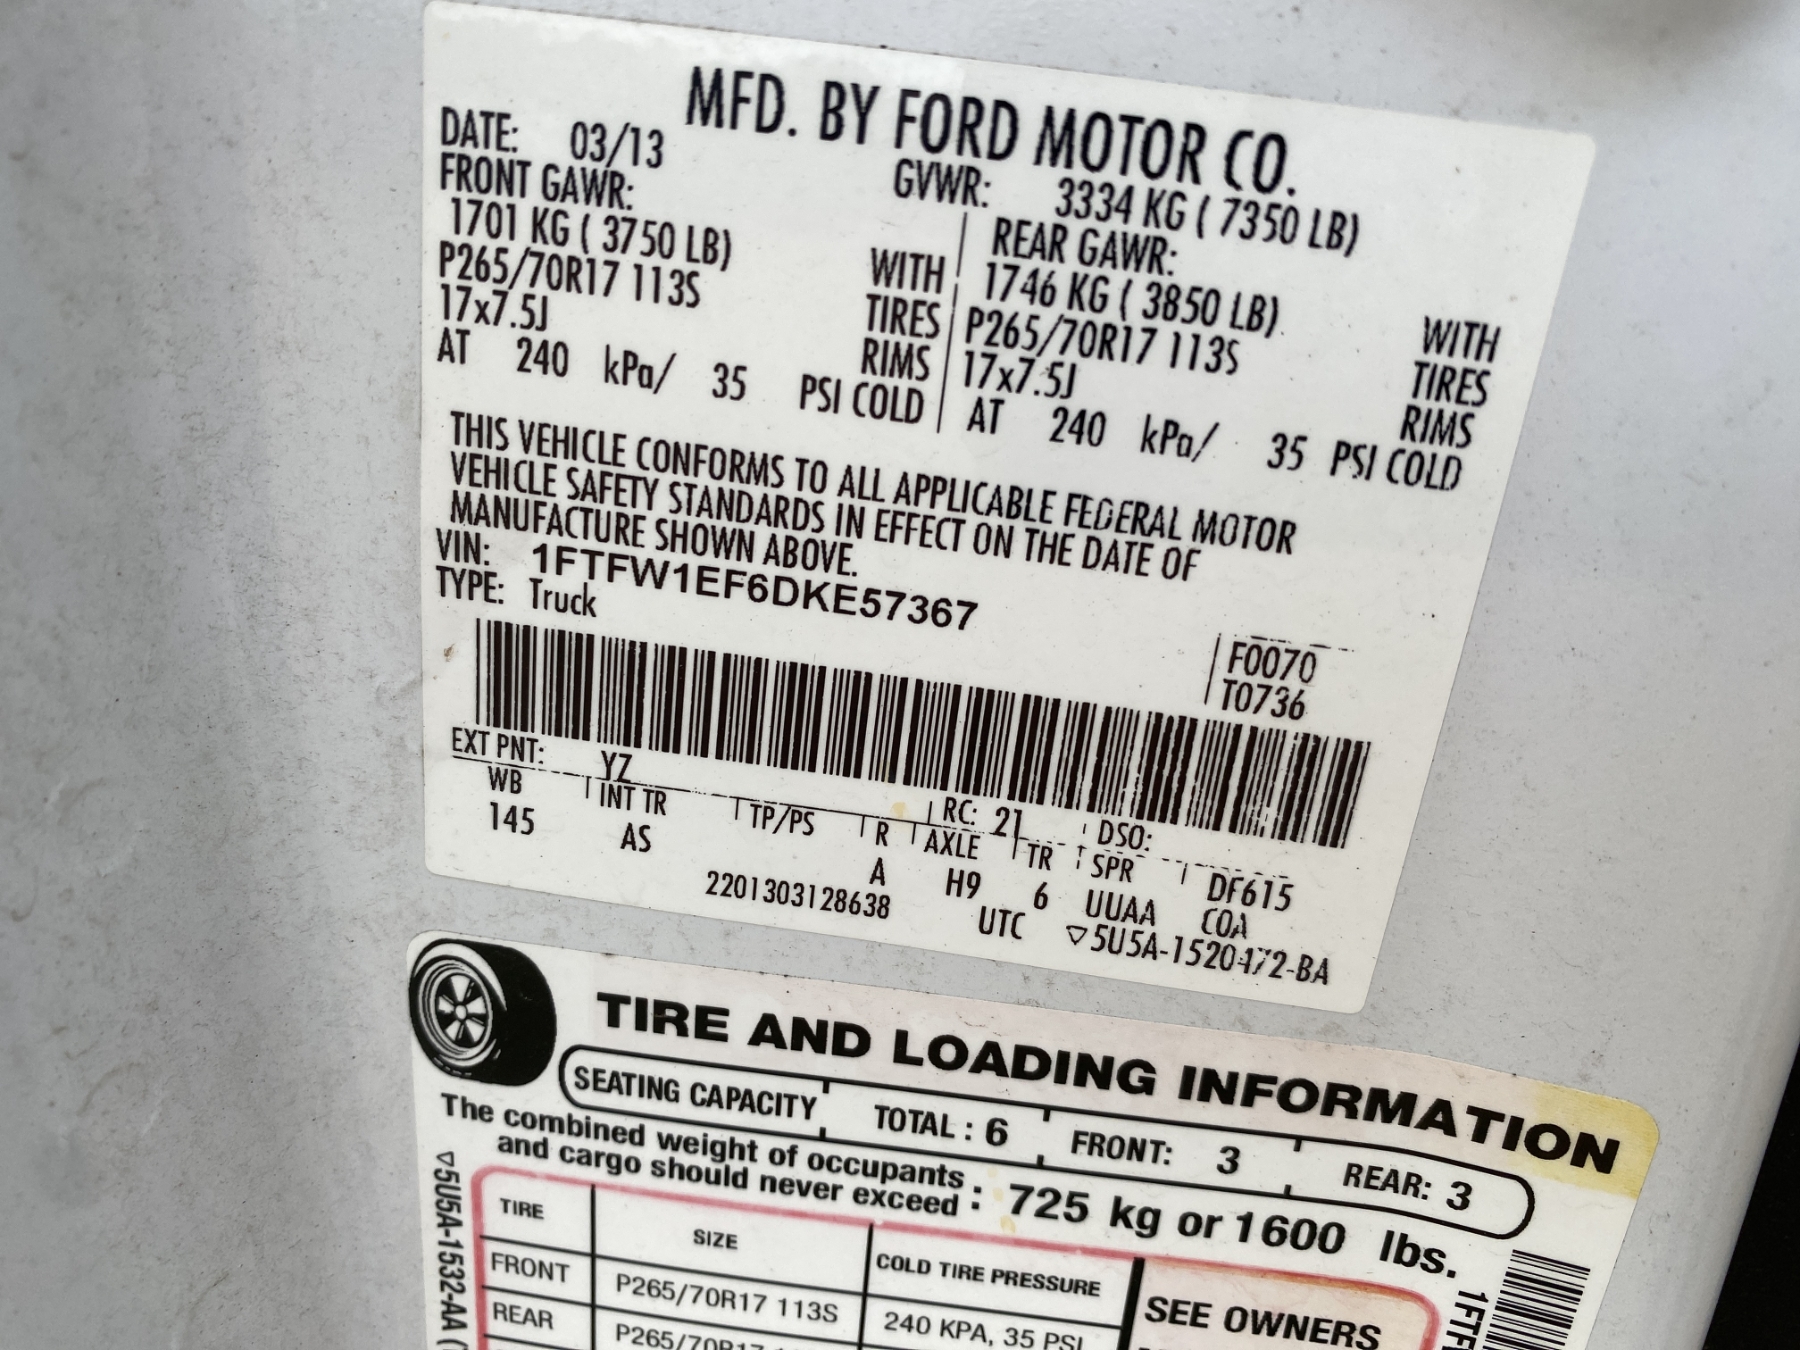 MFD. BY FORD MOTOR CO.
DATE: 03/13
GVWR: 3334 KG ( 7350 LB)
FRONT GAWR:
1701 KG ( 3750 LB) WITH
P265/70R17 113S TIRES
17x7.5J RIMS
AT 240 kPa/ 35 PSI COLD
REAR GAWR:
1746 KG ( 3850 LB) WITH
P265/70R17 113S TIRES
17x7.5J RIMS
AT 240 kPa/ 35 PSI COLD
THIS VEHICLE CONFORMS TO ALL APPLICABLE FEDERAL MOTOR
VEHICLE SAFETY STANDARDS IN EFFECT ON THE DATE OF
MANUFACTURE SHOWN ABOVE.
VIN: 1FTFW1EF6DKE57367
TYPE: Truck
F0070
T0736
EXT PNT: YZ RC: 21 DSO:
WB INT TR TP/PS R AXLE TR SPR DF615
145 AS A H9 6 UUAA COA
2201303128638 UTC ▽5U5A-1520472-BA
TIRE AND LOADING INFORMATION
SEATING CAPACITY TOTAL : 6 FRONT: 3 REAR: 3
The combined weight of occupants
and cargo should never exceed : 725 kg or 1600 lbs.
TIRE SIZE COLD TIRE PRESSURE
FRONT P265/70R17 113S 240 KPA, 35 PSI
REAR
SEE OWNERS
▽5U5A-1532-AA